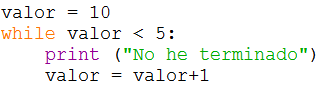 valor = 10
while valor < 5:
    print ("No he terminado")
    valor = valor+1